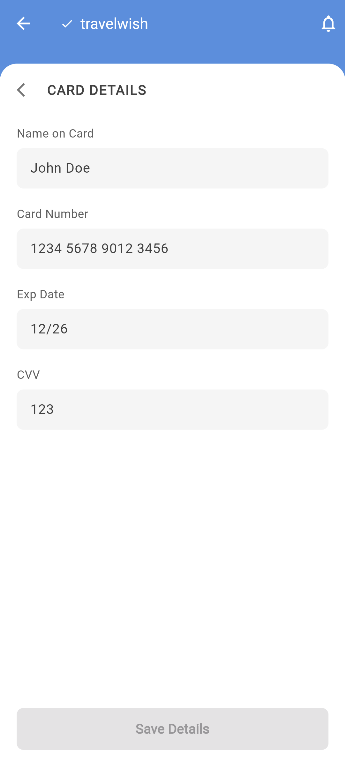 travelwish
CARD DETAILS
Name on Card
John Doe
Card Number
1234 5678 9012 3456
Exp Date
12/26
CVV
123
Save Details